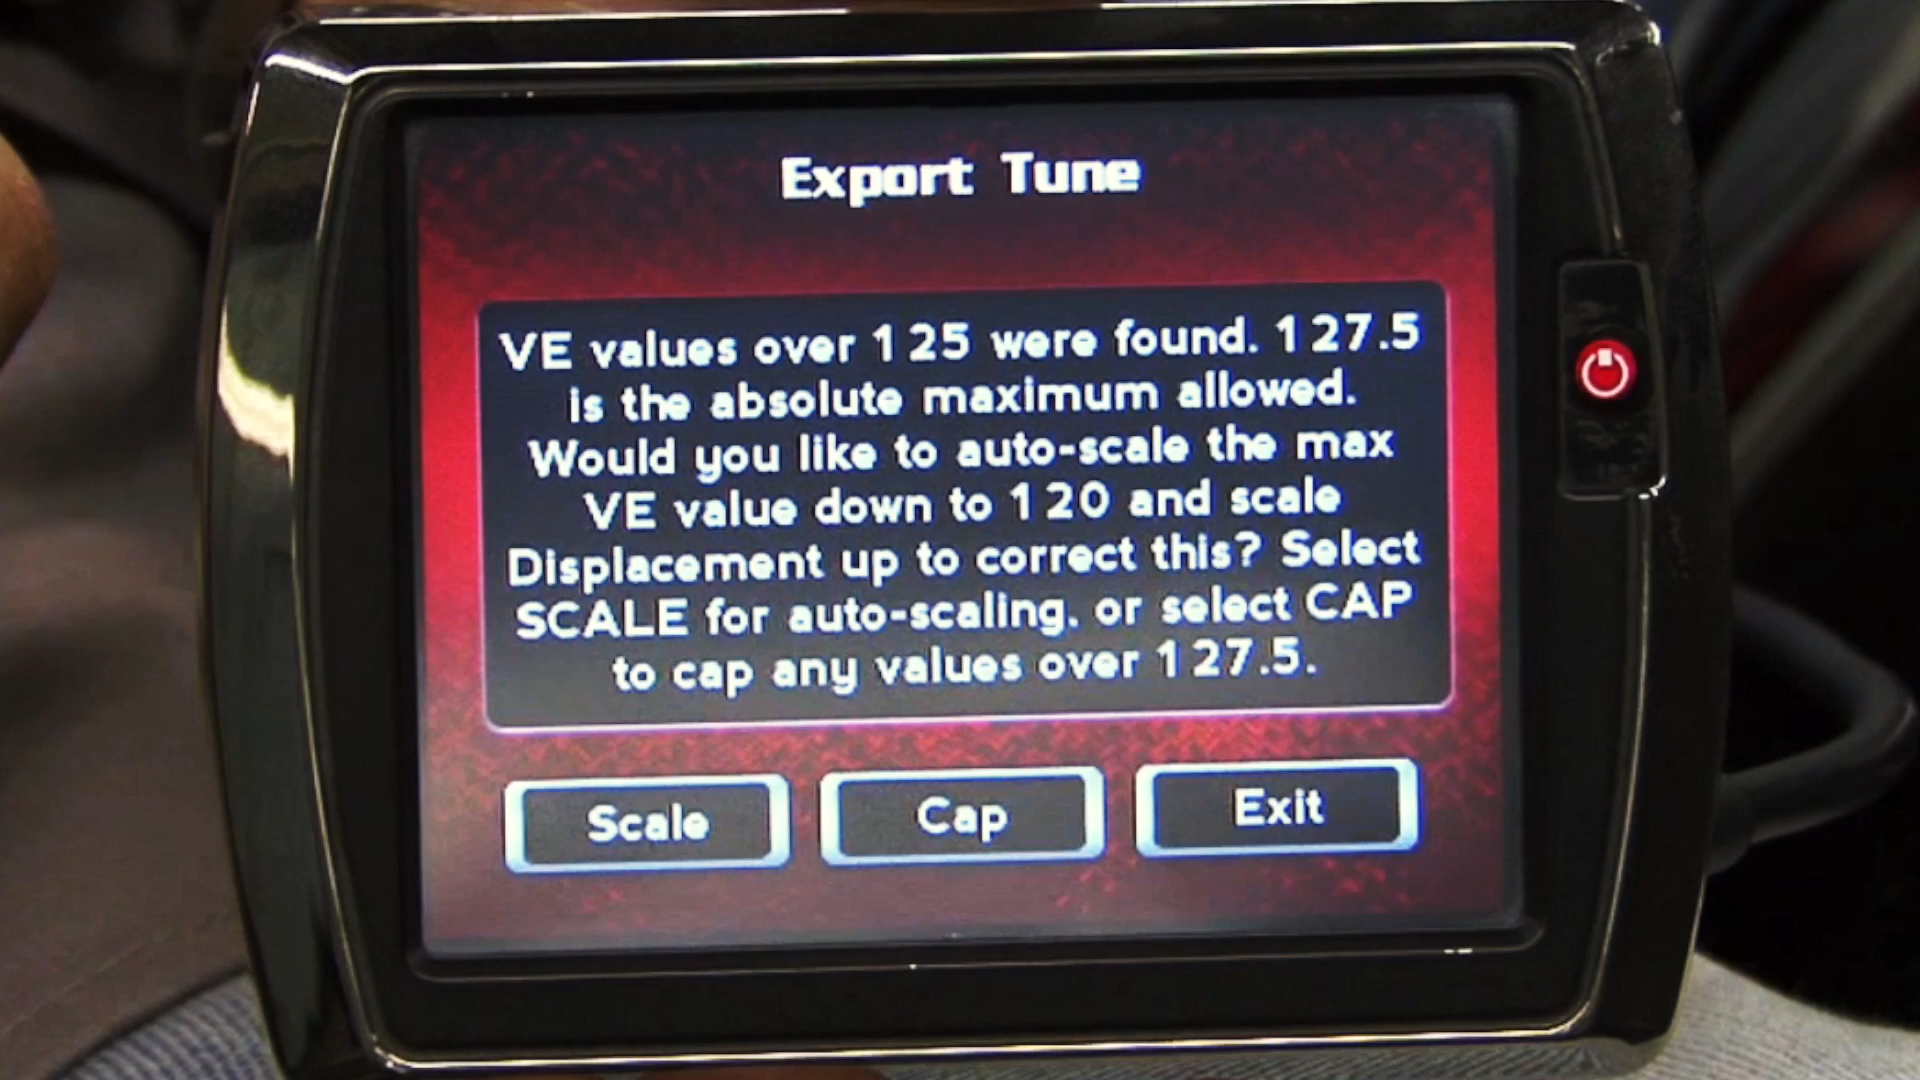 Export Tune
VE values over 125 were found. 127.5
is the absolute maximum allowed.
Would you like to auto-scale the max
VE value down to 120 and scale
Displacement up to correct this? Select
SCALE for auto-scaling, or select CAP
to cap any values over 127.5.
Scale
Cap
Exit